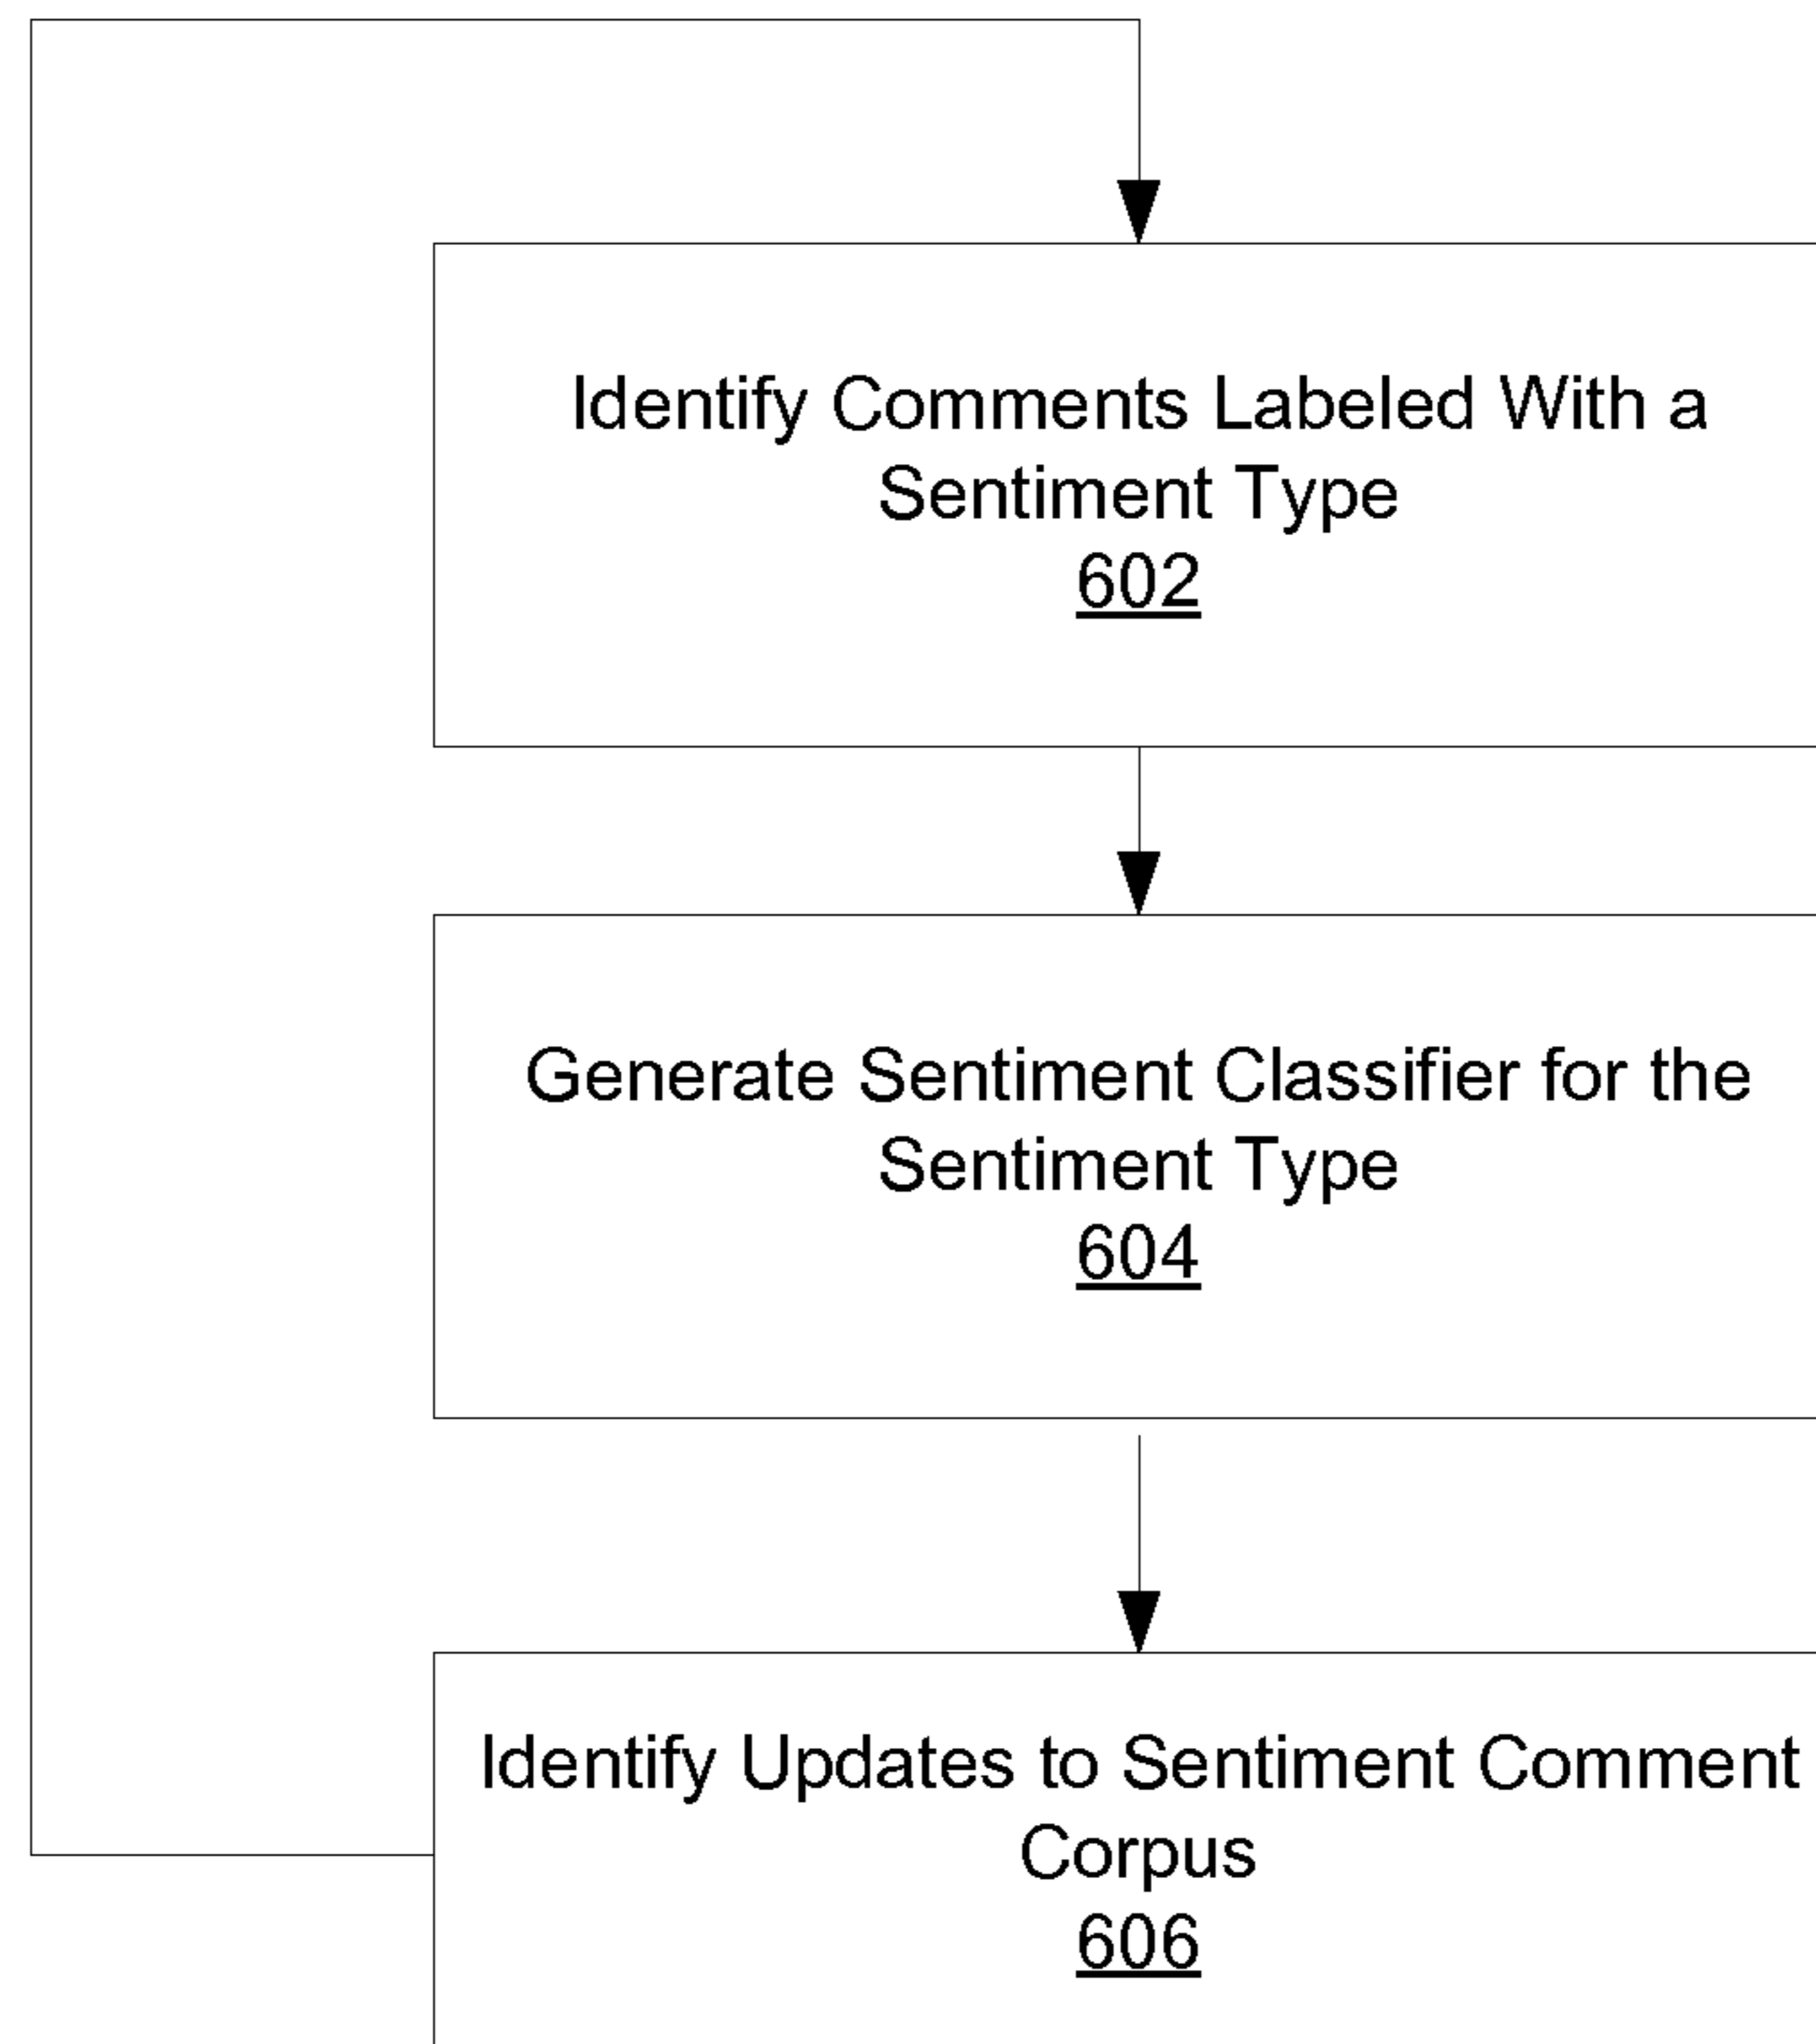 Identify Comments Labeled With a
Sentiment Type
602
Generate Sentiment Classifier for the
Sentiment Type
604
Identify Updates to Sentiment Comment
Corpus
606